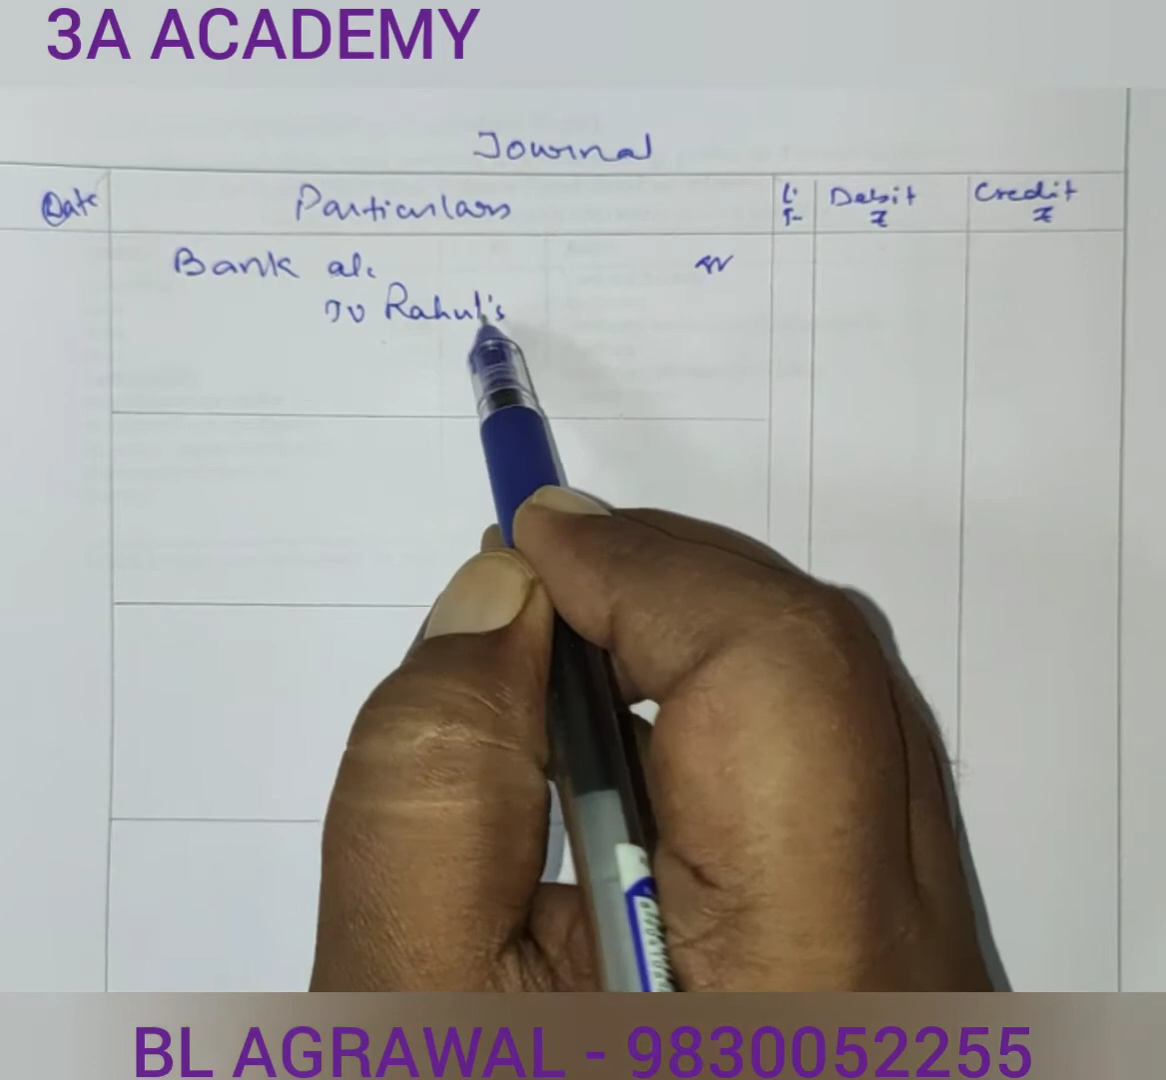 3A ACADEMY
Journal
Date Particulars L. F. Debit ₹ Credit ₹
Bank a/c Dr
To Rahul's
BL AGRAWAL - 9830052255